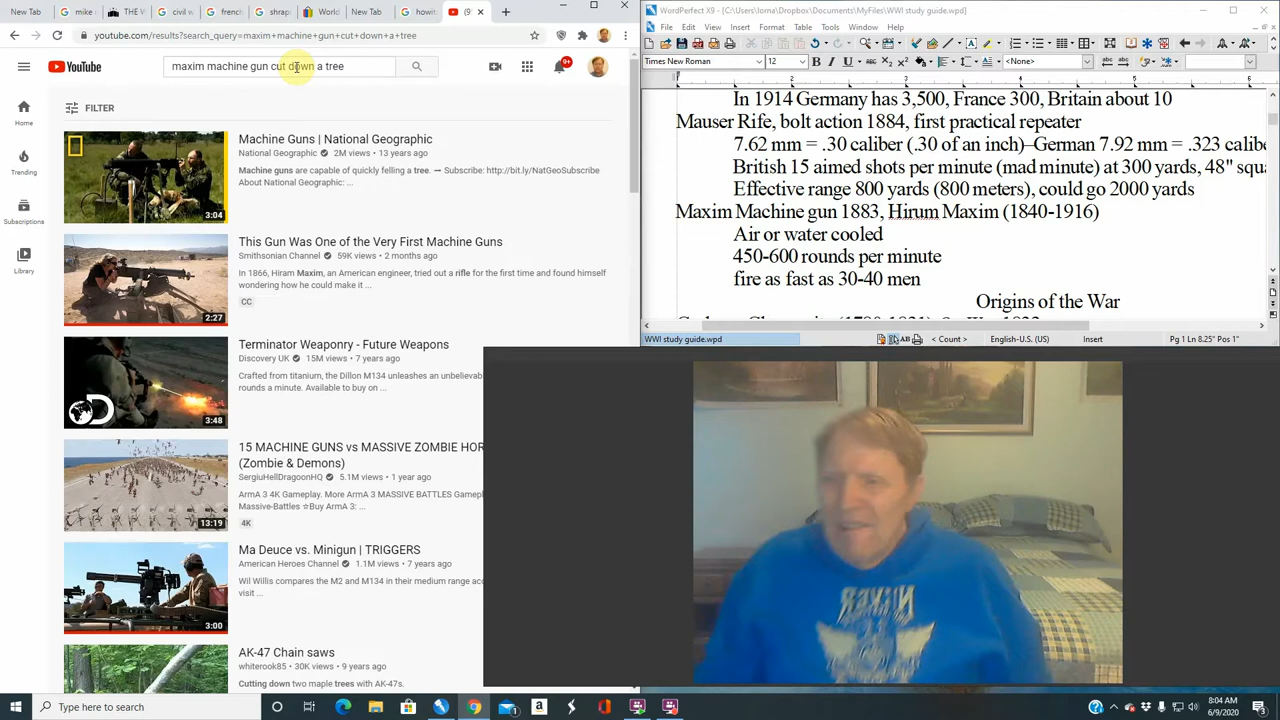 New Tab
mike
THE V
civil w
frenc
shrap
World
New Tab
howit
(9
youtube.com/results?search_query=maxim+machine+gun+cut+down+a+tree
YouTube
maxim machine gun cut down a tree
9+
Home
Trending
Subscriptions
Library
FILTER
Machine Guns | National Geographic
National Geographic 2M views • 13 years ago
Machine guns are capable of quickly felling a tree. ➞ Subscribe: http://bit.ly/NatGeoSubscribe
About National Geographic: ...
3:04
This Gun Was One of the Very First Machine Guns
Smithsonian Channel 59K views • 2 months ago
In 1866, Hiram Maxim, an American engineer, tried out a rifle for the first time and found himself
wondering how he could make it ...
CC
2:27
Terminator Weaponry - Future Weapons
Discovery UK 15M views • 7 years ago
Crafted from titanium, the Dillon M134 unleashes an unbelievab
rounds a minute. Available to buy on ...
3:48
15 MACHINE GUNS vs MASSIVE ZOMBIE HOR
(Zombie & Demons)
SergiuHellDragoonHQ 5.1M views • 1 year ago
ArmA 3 4K Gameplay. More ArmA 3 MASSIVE BATTLES Gamepla
Massive-Battles ☆Buy ArmA 3: ...
4K
13:19
Ma Deuce vs. Minigun | TRIGGERS
American Heroes Channel 1.1M views • 7 years ago
Wil Willis compares the M2 and M134 in their medium range acc
visit ...
3:00
AK-47 Chain saws
whiterook85 • 30K views • 9 years ago
Cutting down two maple trees with AK-47s.
WordPerfect X9 - [C:\Users\lorna\Dropbox\Documents\MyFiles\WWI study guide.wpd]
File Edit View Insert Format Table Tools Window Help
Times New Roman 12 <None>
2 3 4 5 6
In 1914 Germany has 3,500, France 300, Britain about 10
Mauser Rife, bolt action 1884, first practical repeater
7.62 mm = .30 caliber (.30 of an inch)–German 7.92 mm = .323 calibe
British 15 aimed shots per minute (mad minute) at 300 yards, 48" squa
Effective range 800 yards (800 meters), could go 2000 yards
Maxim Machine gun 1883, Hirum Maxim (1840-1916)
Air or water cooled
450-600 rounds per minute
fire as fast as 30-40 men
Origins of the War
WWI study guide.wpd AB < Count > English-U.S. (US) Insert Pg 1 Ln 8.25" Pos 1"
Type here to search
8:04 AM
6/9/2020